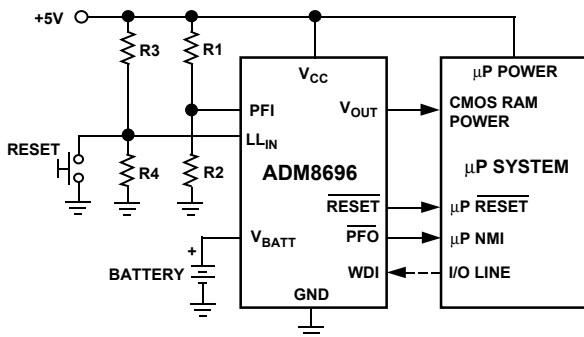 +5V
R3
R1
VCC
μP POWER
PFI
VOUT
CMOS RAM
POWER
LLIN
RESET
R4
R2
ADM8696
μP SYSTEM
RESET
μP RESET
VBATT
+
PFO
μP NMI
BATTERY
WDI
I/O LINE
GND